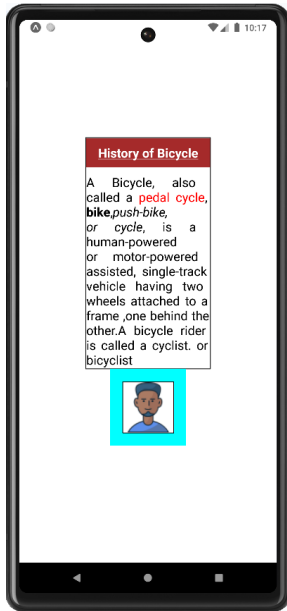 10:17
History of Bicycle
A Bicycle, also
called a pedal cycle,
bike,push-bike,
or cycle, is a
human-powered
or motor-powered
assisted, single-track
vehicle having two
wheels attached to a
frame ,one behind the
other.A bicycle rider
is called a cyclist. or
bicyclist